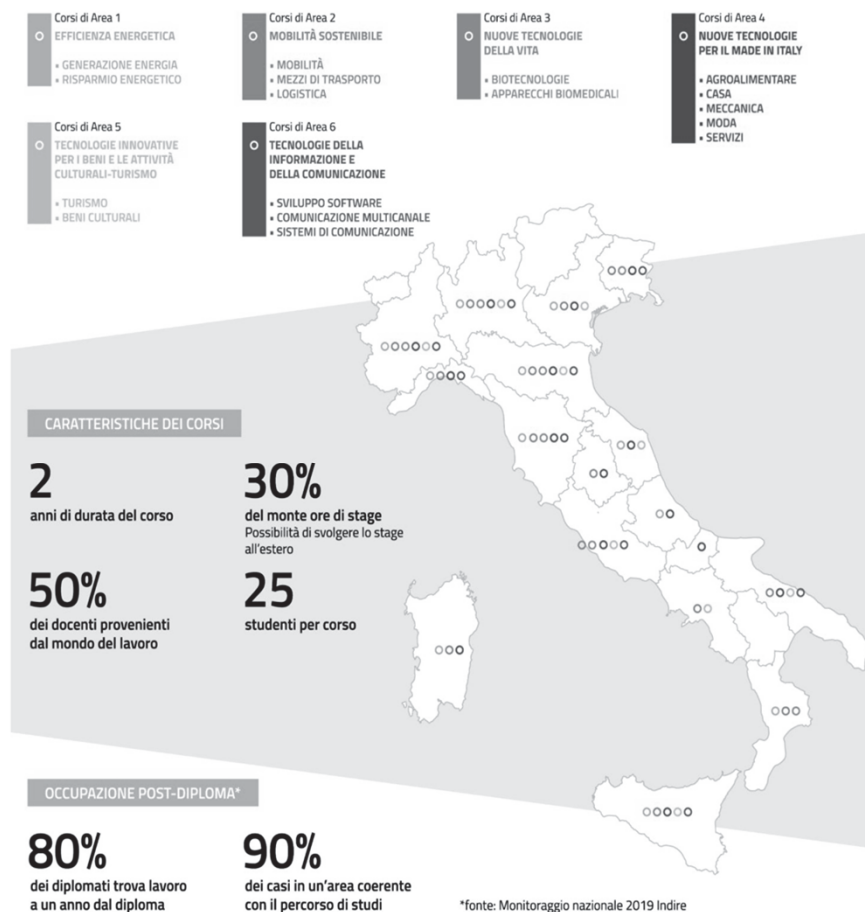 Corsi di Area 1
EFFICIENZA ENERGETICA
▪ GENERAZIONE ENERGIA
▪ RISPARMIO ENERGETICO
Corsi di Area 2
MOBILITÀ SOSTENIBILE
▪ MOBILITÀ
▪ MEZZI DI TRASPORTO
▪ LOGISTICA
Corsi di Area 3
NUOVE TECNOLOGIE
DELLA VITA
▪ BIOTECNOLOGIE
▪ APPARECCHI BIOMEDICALI
Corsi di Area 4
NUOVE TECNOLOGIE
PER IL MADE IN ITALY
▪ AGROALIMENTARE
▪ CASA
▪ MECCANICA
▪ MODA
▪ SERVIZI
Corsi di Area 5
TECNOLOGIE INNOVATIVE
PER I BENI E LE ATTIVITÀ
CULTURALI-TURISMO
▪ TURISMO
▪ BENI CULTURALI
Corsi di Area 6
TECNOLOGIE DELLA
INFORMAZIONE E
DELLA COMUNICAZIONE
▪ SVILUPPO SOFTWARE
▪ COMUNICAZIONE MULTICANALE
▪ SISTEMI DI COMUNICAZIONE
CARATTERISTICHE DEI CORSI
2
anni di durata del corso
30%
del monte ore di stage
Possibilità di svolgere lo stage
all'estero
50%
dei docenti provenienti
dal mondo del lavoro
25
studenti per corso
OCCUPAZIONE POST-DIPLOMA*
80%
dei diplomati trova lavoro
a un anno dal diploma
90%
dei casi in un'area coerente
con il percorso di studi
*fonte: Monitoraggio nazionale 2019 Indire